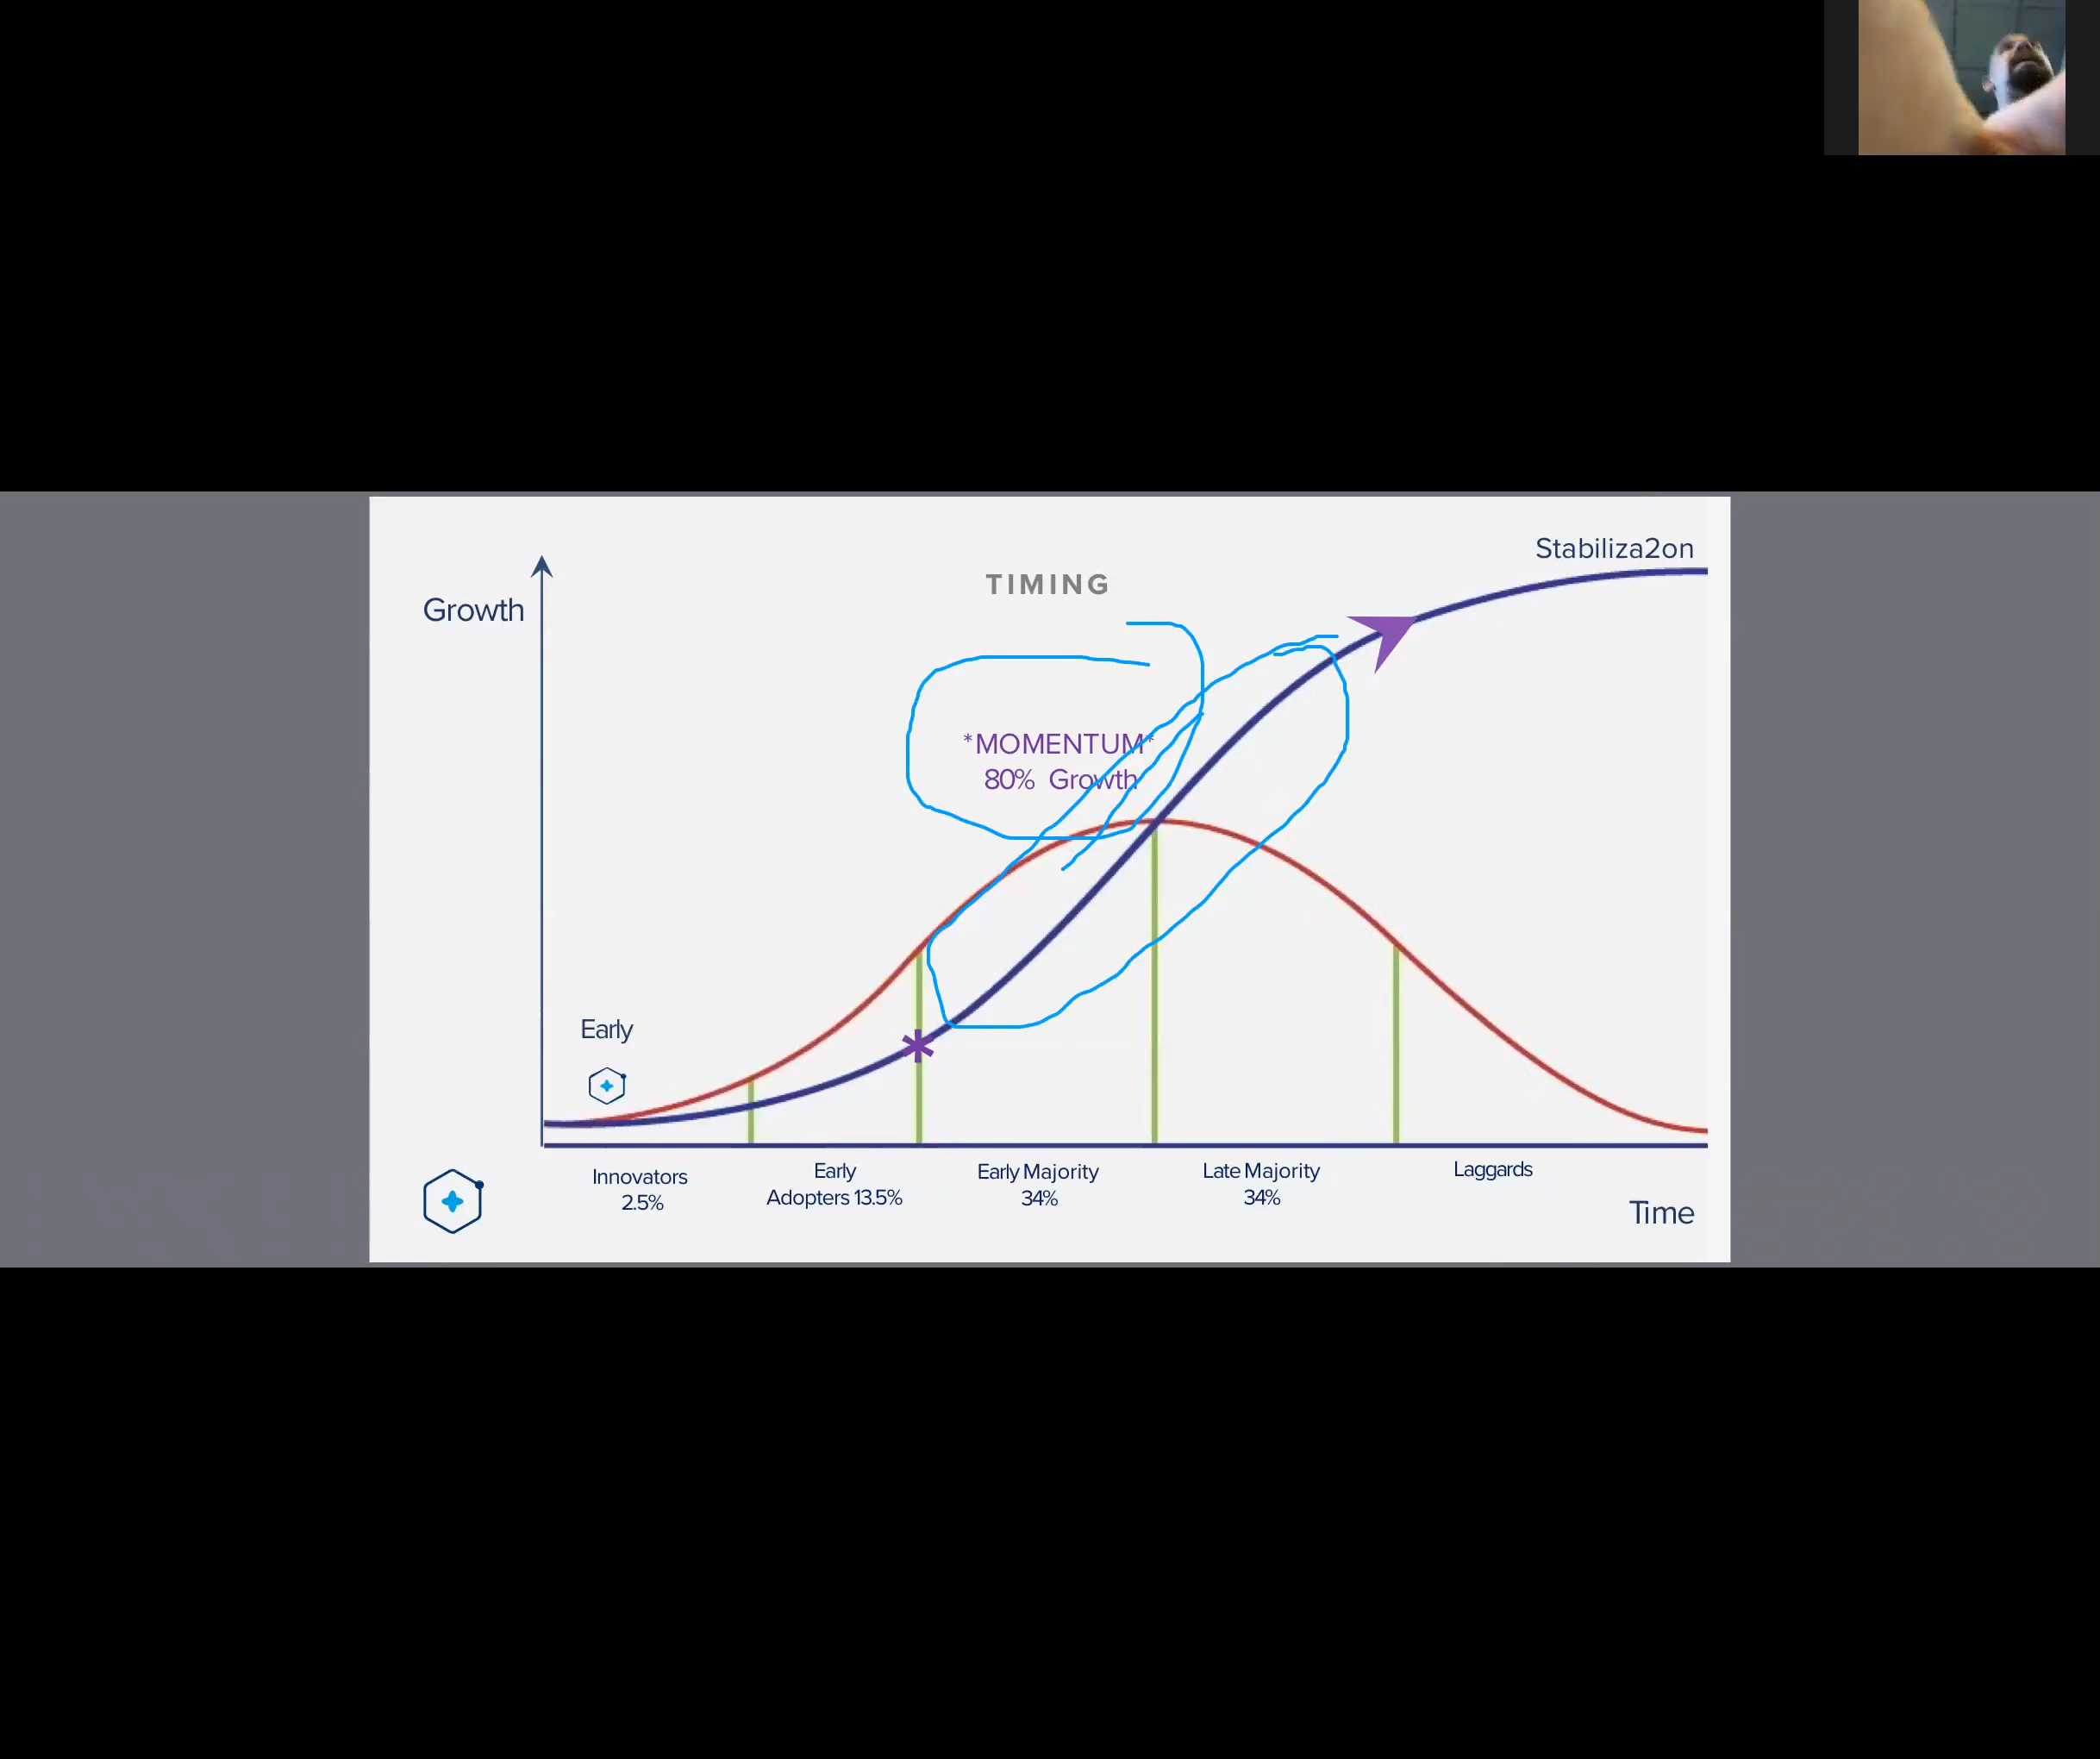 Stabiliza2on
TIMING
Growth
*MOMENTUM*
80% Growth
Early
Innovators
2.5%
Early
Adopters 13.5%
Early Majority
34%
Late Majority
34%
Laggards
Time